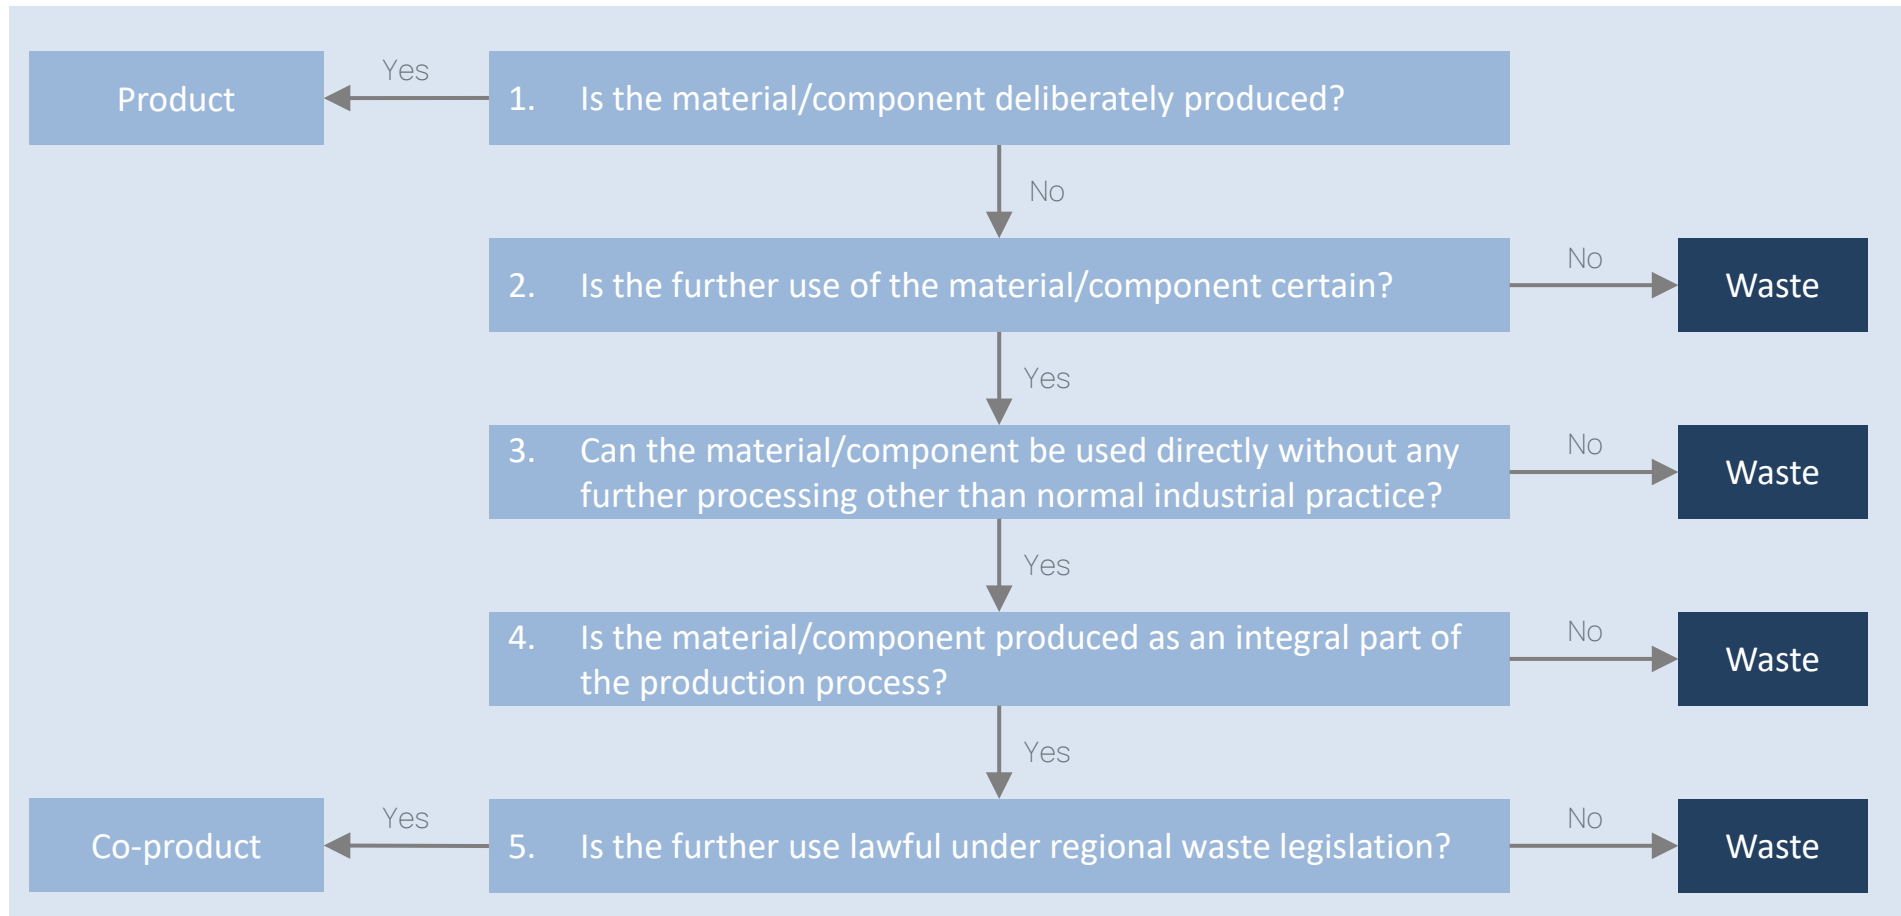 Product
Yes
1. Is the material/component deliberately produced?
No
2. Is the further use of the material/component certain?
No
Waste
Yes
3. Can the material/component be used directly without any
further processing other than normal industrial practice?
No
Waste
Yes
4. Is the material/component produced as an integral part of
the production process?
No
Waste
Yes
Co-product
Yes
5. Is the further use lawful under regional waste legislation?
No
Waste